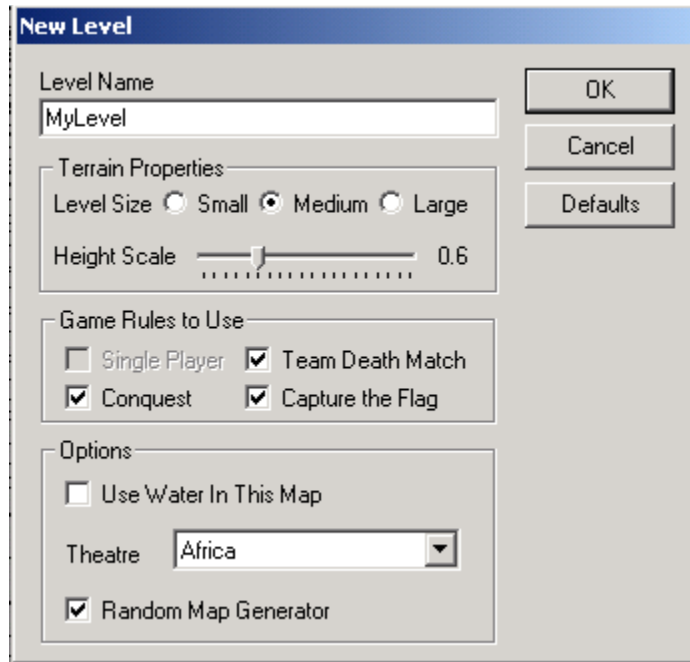 New Level
Level Name
MyLevel
OK
Cancel
Defaults
Terrain Properties
Level Size Small Medium Large
Height Scale 0.6
Game Rules to Use
Single Player Team Death Match
Conquest Capture the Flag
Options
Use Water In This Map
Theatre Africa
Random Map Generator